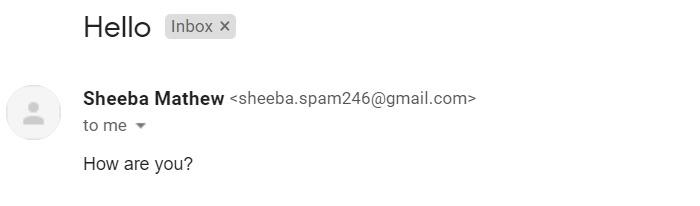 Hello Inbox ×
Sheeba Mathew <sheeba.spam246@gmail.com>
to me
How are you?